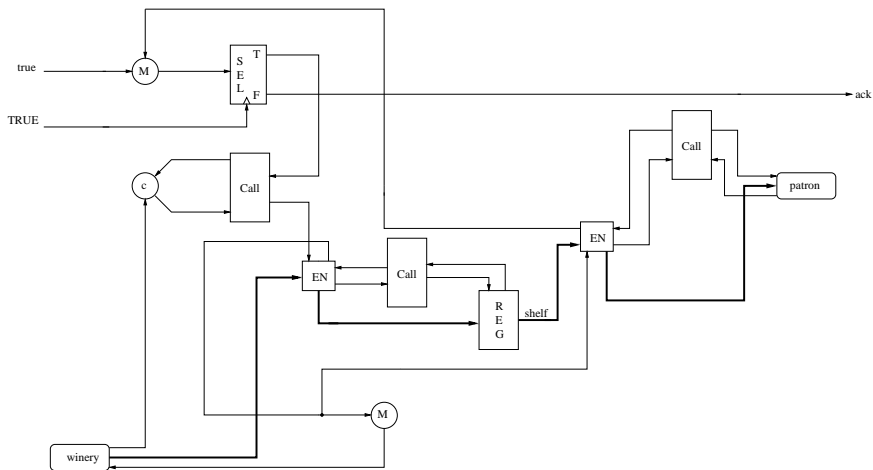 true
M
S
E
L
T
F
ack
TRUE
Call
patron
c
Call
EN
EN
Call
shelf
R
E
G
M
winery